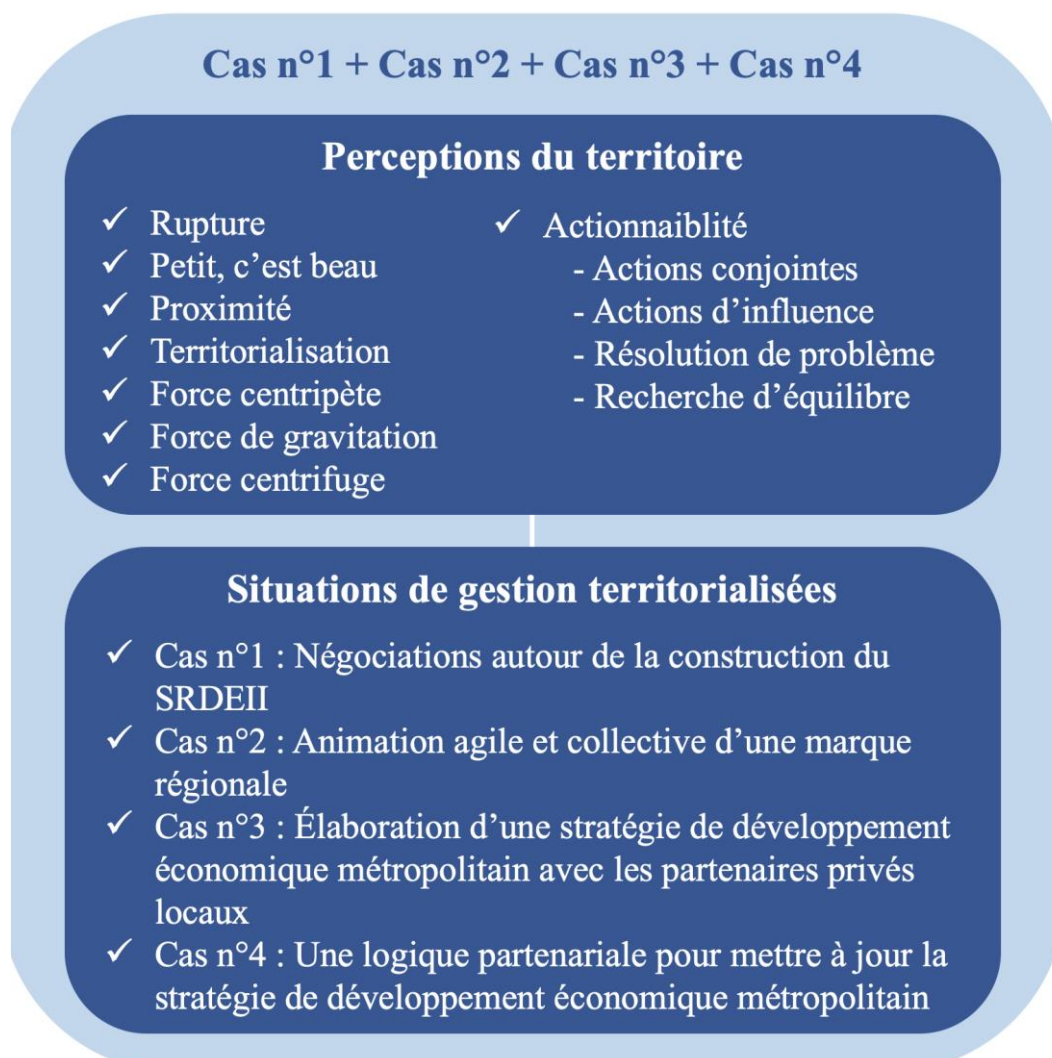 Cas n°1 + Cas n°2 + Cas n°3 + Cas n°4
Perceptions du territoire
✓ Rupture
✓ Petit, c’est beau
✓ Proximité
✓ Territorialisation
✓ Force centripète
✓ Force de gravitation
✓ Force centrifuge
✓ Actionnaiblité
- Actions conjointes
- Actions d’influence
- Résolution de problème
- Recherche d’équilibre
Situations de gestion territorialisées
✓ Cas n°1 : Négociations autour de la construction du
SRDEII
✓ Cas n°2 : Animation agile et collective d’une marque
régionale
✓ Cas n°3 : Élaboration d’une stratégie de développement
économique métropolitain avec les partenaires privés
locaux
✓ Cas n°4 : Une logique partenariale pour mettre à jour la
stratégie de développement économique métropolitain